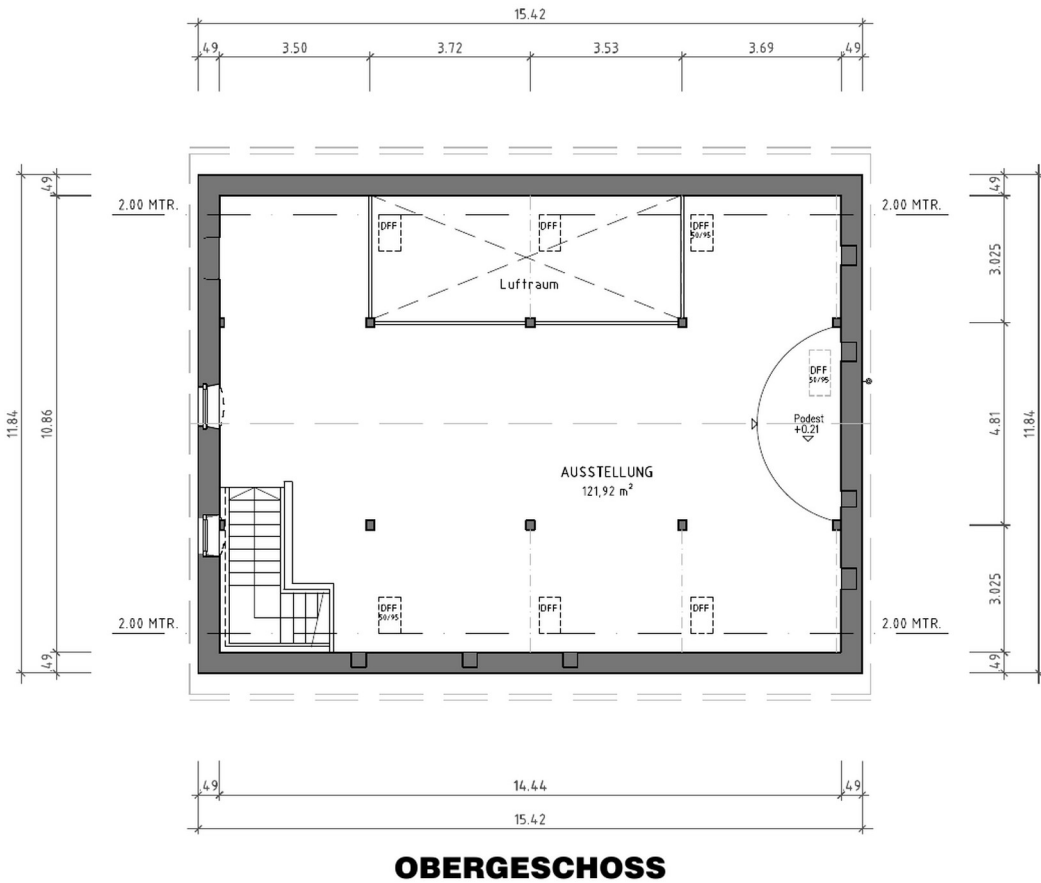 15.42
49 3.50 3.72 3.53 3.69 49
49 49
2.00 MTR. 2.00 MTR.
DFF DFF DFF
50/95
3.025
Luftraum
DFF
50/95
11.84 10.86 4.81 11.84
Podest
+0.21
AUSSTELLUNG
121,92 m²
3.025
DFF DFF DFF
50/95
2.00 MTR. 2.00 MTR.
49 49
49 14.44 49
15.42
OBERGESCHOSS